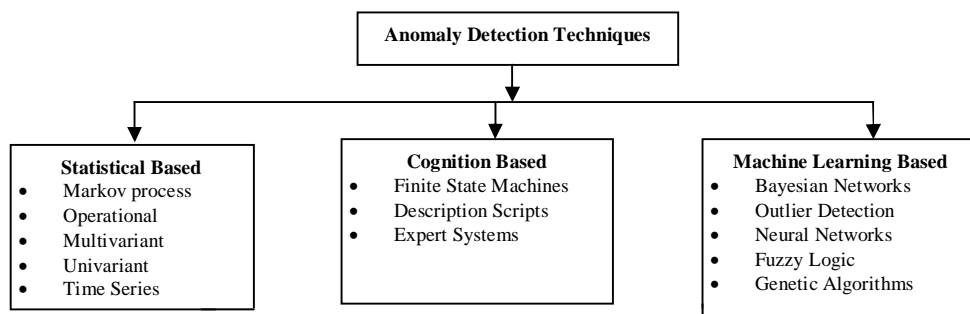 Anomaly Detection Techniques
Statistical Based
• Markov process
• Operational
• Multivariant
• Univariant
• Time Series
Cognition Based
• Finite State Machines
• Description Scripts
• Expert Systems
Machine Learning Based
• Bayesian Networks
• Outlier Detection
• Neural Networks
• Fuzzy Logic
• Genetic Algorithms